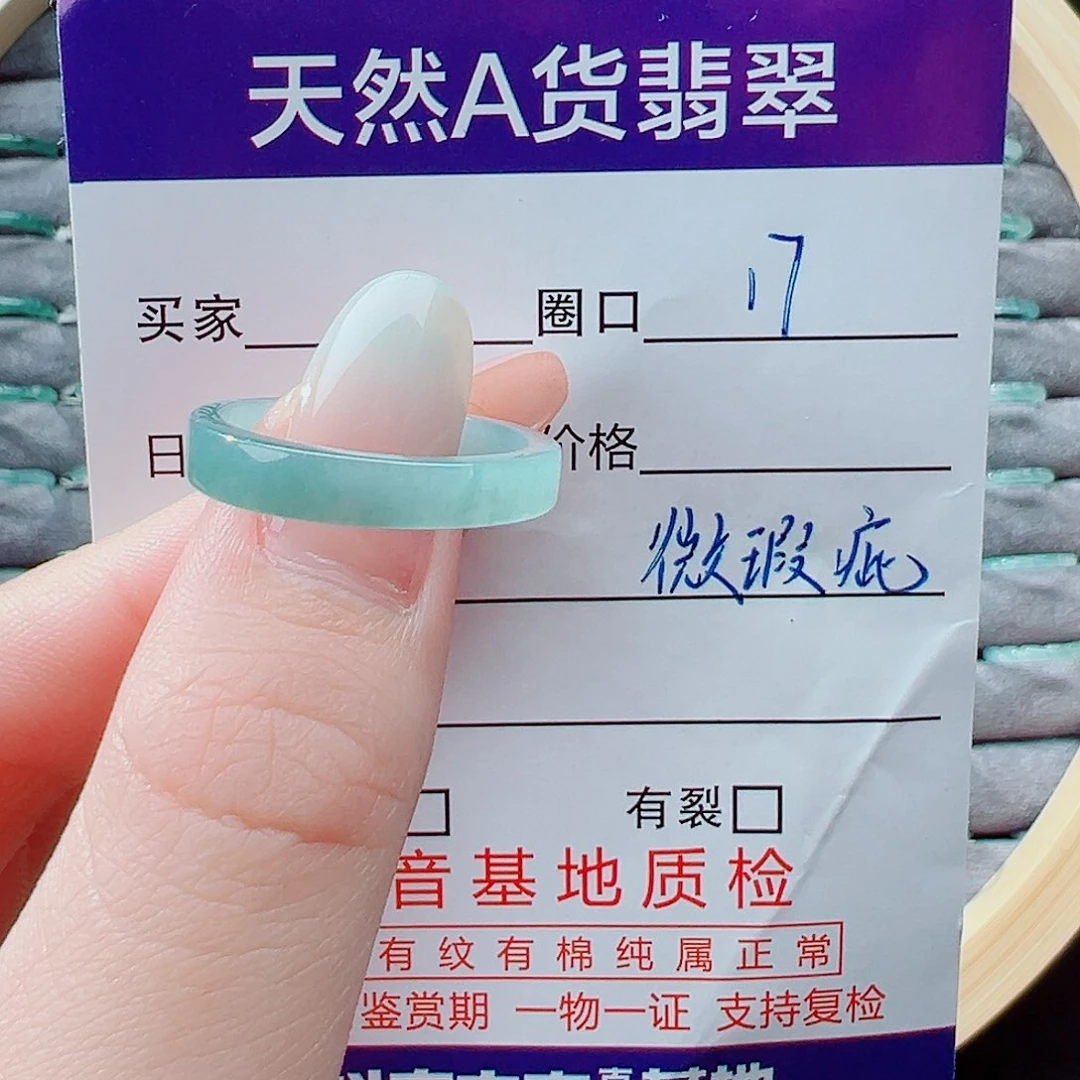 天然A货翡翠
买家 圈口 17
日 价格
微瑕疵
有裂
音基地质检
有纹有棉纯属正常
鉴赏期 一物一证 支持复检